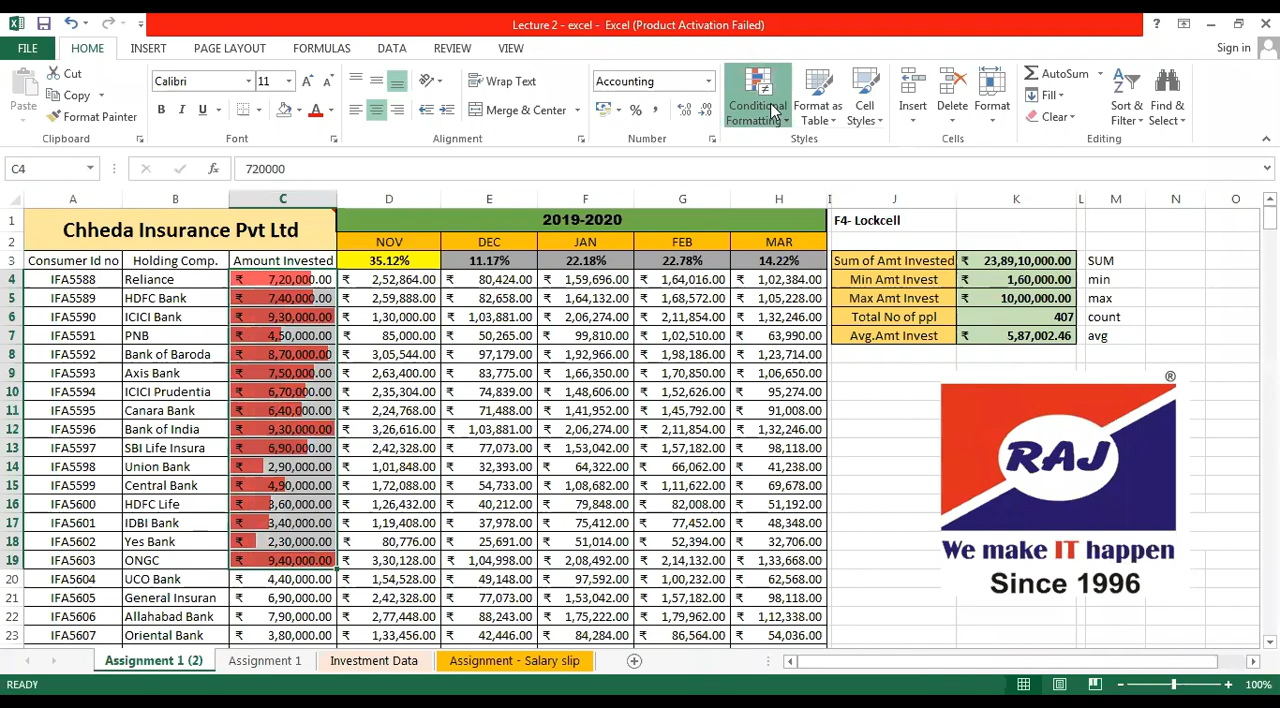 Lecture 2 - excel - Excel (Product Activation Failed)
FILE HOME INSERT PAGE LAYOUT FORMULAS DATA REVIEW VIEW Sign in
Paste Cut Copy Format Painter Clipboard
Calibri 11 B I U A Font
Wrap Text Merge & Center Alignment
Accounting % , Number
Conditional Formatting Format as Table Cell Styles Styles
Insert Delete Format Cells
AutoSum Fill Clear Sort & Filter Find & Select Editing
C4 fx 720000
A B C D E F G H I J K L M N O
1 Chheda Insurance Pvt Ltd 2019-2020 F4- Lockcell
2 NOV DEC JAN FEB MAR
3 Consumer Id no Holding Comp. Amount Invested 35.12% 11.17% 22.18% 22.78% 14.22% Sum of Amt Invested ₹ 23,89,10,000.00 SUM
4 IFA5588 Reliance ₹ 7,20,000.00 ₹ 2,52,864.00 ₹ 80,424.00 ₹ 1,59,696.00 ₹ 1,64,016.00 ₹ 1,02,384.00 Min Amt Invest ₹ 1,60,000.00 min
5 IFA5589 HDFC Bank ₹ 7,40,000.00 ₹ 2,59,888.00 ₹ 82,658.00 ₹ 1,64,132.00 ₹ 1,68,572.00 ₹ 1,05,228.00 Max Amt Invest ₹ 10,00,000.00 max
6 IFA5590 ICICI Bank ₹ 9,30,000.00 ₹ 1,30,000.00 ₹ 1,03,881.00 ₹ 2,06,274.00 ₹ 2,11,854.00 ₹ 1,32,246.00 Total No of ppl 407 count
7 IFA5591 PNB ₹ 4,50,000.00 ₹ 85,000.00 ₹ 50,265.00 ₹ 99,810.00 ₹ 1,02,510.00 ₹ 63,990.00 Avg.Amt Invest ₹ 5,87,002.46 avg
8 IFA5592 Bank of Baroda ₹ 8,70,000.00 ₹ 3,05,544.00 ₹ 97,179.00 ₹ 1,92,966.00 ₹ 1,98,186.00 ₹ 1,23,714.00
9 IFA5593 Axis Bank ₹ 7,50,000.00 ₹ 2,63,400.00 ₹ 83,775.00 ₹ 1,66,350.00 ₹ 1,70,850.00 ₹ 1,06,650.00
10 IFA5594 ICICI Prudentia ₹ 6,70,000.00 ₹ 2,35,304.00 ₹ 74,839.00 ₹ 1,48,606.00 ₹ 1,52,626.00 ₹ 95,274.00
11 IFA5595 Canara Bank ₹ 6,40,000.00 ₹ 2,24,768.00 ₹ 71,488.00 ₹ 1,41,952.00 ₹ 1,45,792.00 ₹ 91,008.00
12 IFA5596 Bank of India ₹ 9,30,000.00 ₹ 3,26,616.00 ₹ 1,03,881.00 ₹ 2,06,274.00 ₹ 2,11,854.00 ₹ 1,32,246.00
13 IFA5597 SBI Life Insura ₹ 6,90,000.00 ₹ 2,42,328.00 ₹ 77,073.00 ₹ 1,53,042.00 ₹ 1,57,182.00 ₹ 98,118.00
14 IFA5598 Union Bank ₹ 2,90,000.00 ₹ 1,01,848.00 ₹ 32,393.00 ₹ 64,322.00 ₹ 66,062.00 ₹ 41,238.00
15 IFA5599 Central Bank ₹ 4,90,000.00 ₹ 1,72,088.00 ₹ 54,733.00 ₹ 1,08,682.00 ₹ 1,11,622.00 ₹ 69,678.00
16 IFA5600 HDFC Life ₹ 3,60,000.00 ₹ 1,26,432.00 ₹ 40,212.00 ₹ 79,848.00 ₹ 82,008.00 ₹ 51,192.00
17 IFA5601 IDBI Bank ₹ 3,40,000.00 ₹ 1,19,408.00 ₹ 37,978.00 ₹ 75,412.00 ₹ 77,452.00 ₹ 48,348.00
18 IFA5602 Yes Bank ₹ 2,30,000.00 ₹ 80,776.00 ₹ 25,691.00 ₹ 51,014.00 ₹ 52,394.00 ₹ 32,706.00
19 IFA5603 ONGC ₹ 9,40,000.00 ₹ 3,30,128.00 ₹ 1,04,998.00 ₹ 2,08,492.00 ₹ 2,14,132.00 ₹ 1,33,668.00
20 IFA5604 UCO Bank ₹ 4,40,000.00 ₹ 1,54,528.00 ₹ 49,148.00 ₹ 97,592.00 ₹ 1,00,232.00 ₹ 62,568.00
21 IFA5605 General Insuran ₹ 6,90,000.00 ₹ 2,42,328.00 ₹ 77,073.00 ₹ 1,53,042.00 ₹ 1,57,182.00 ₹ 98,118.00
22 IFA5606 Allahabad Bank ₹ 7,90,000.00 ₹ 2,77,448.00 ₹ 88,243.00 ₹ 1,75,222.00 ₹ 1,79,962.00 ₹ 1,12,338.00
23 IFA5607 Oriental Bank ₹ 3,80,000.00 ₹ 1,33,456.00 ₹ 42,446.00 ₹ 84,284.00 ₹ 86,564.00 ₹ 54,036.00
RAJ ®
We make IT happen
Since 1996
Assignment 1 (2) Assignment 1 Investment Data Assignment - Salary slip
READY 100%